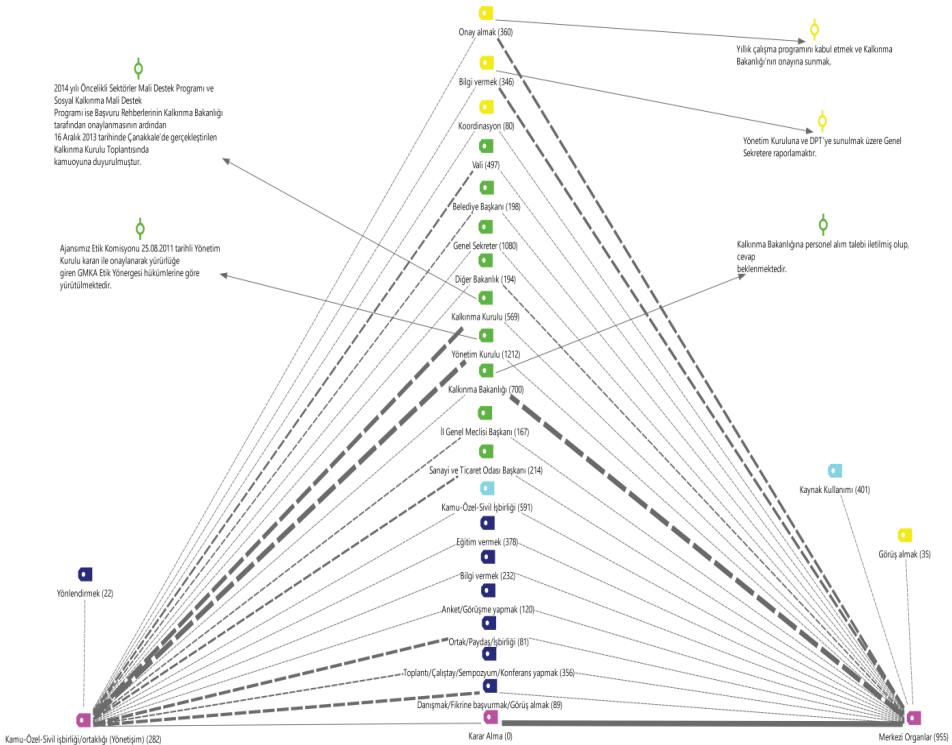 Onay almak (360)
Yıllık çalışma programını kabul etmek ve Kalkınma
Bakanlığı'nın onayına sunmak,
2014 yılı Öncelikli Sektörler Mali Destek Programı ve
Sosyal Kalkınma Mali Destek
Programı ise Başvuru Rehberlerinin Kalkınma Bakanlığı
tarafından onaylanmasının ardından
16 Aralık 2013 tarihinde Çanakkale'de gerçekleştirilen
Kalkınma Kurulu Toplantısında
kamuoyuna duyurulmuştur.
Bilgi vermek (346)
Koordinasyon (80)
Yönetim Kuruluna ve DPT'ye sunulmak üzere Genel
Sekretere raporlamaktır.
Vali (497)
Belediye Başkanı (198)
Genel Sekreter (1080)
Ajansımız Etik Komisyonu 25.08.2011 tarihli Yönetim
Kurulu kararı ile onaylanarak yürürlüğe
giren GMKA Etik Yönergesi hükümlerine göre
yürütülmektedir.
Kalkınma Bakanlığına personel alım talebi iletilmiş olup,
cevap
beklenmektedir.
Diğer Bakanlık (194)
Kalkınma Kurulu (569)
Yönetim Kurulu (1212)
Kalkınma Bakanlığı (700)
İl Genel Meclisi Başkanı (167)
Sanayi ve Ticaret Odası Başkanı (214)
Kaynak Kullanımı (401)
Kamu-Özel-Sivil İşbirliği (591)
Eğitim vermek (378)
Görüş almak (35)
Bilgi vermek (232)
Yönlendirmek (22)
Anket/Görüşme yapmak (120)
Ortak/Paydaş/İşbirliği (81)
Toplantı/Çalıştay/Sempozyum/Konferans yapmak (356)
Danışmak/Fikrine başvurmak/Görüş almak (89)
Kamu-Özel-Sivil işbirliği/ortaklığı (Yönetişim) (282)
Karar Alma (0)
Merkezi Organlar (955)